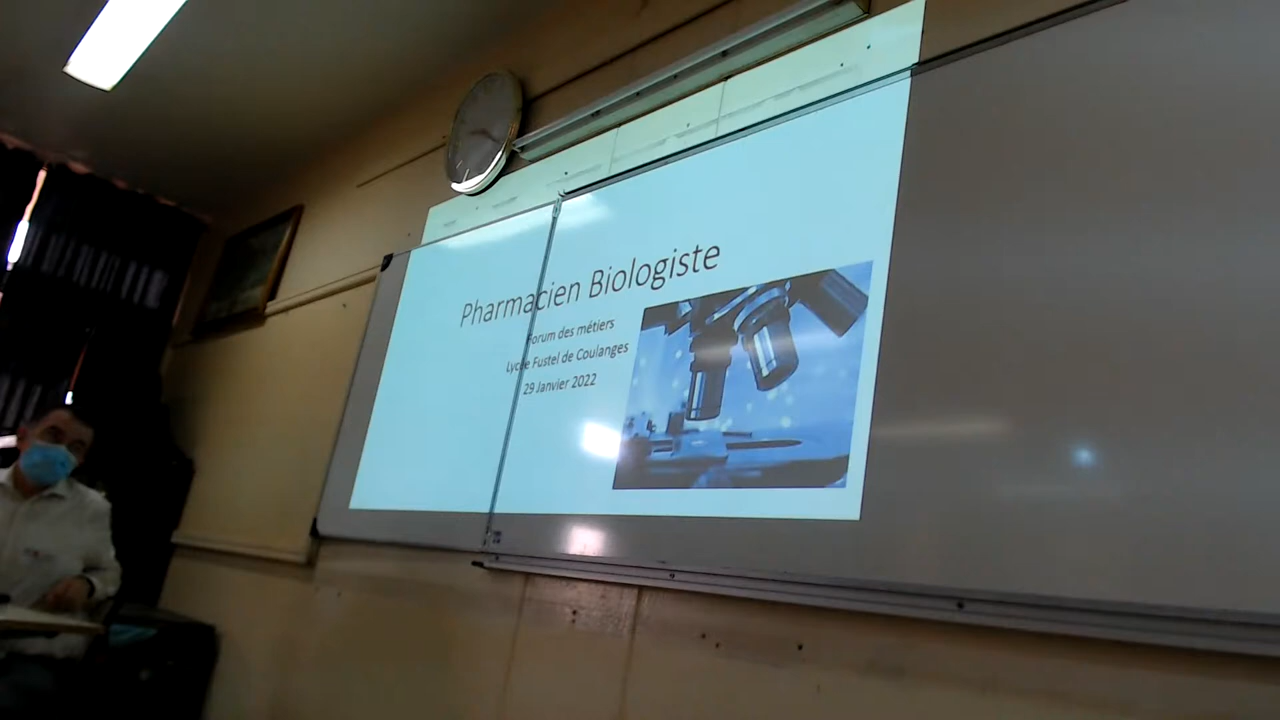 Pharmacien Biologiste
Forum des métiers
Lycée Fustel de Coulanges
29 Janvier 2022